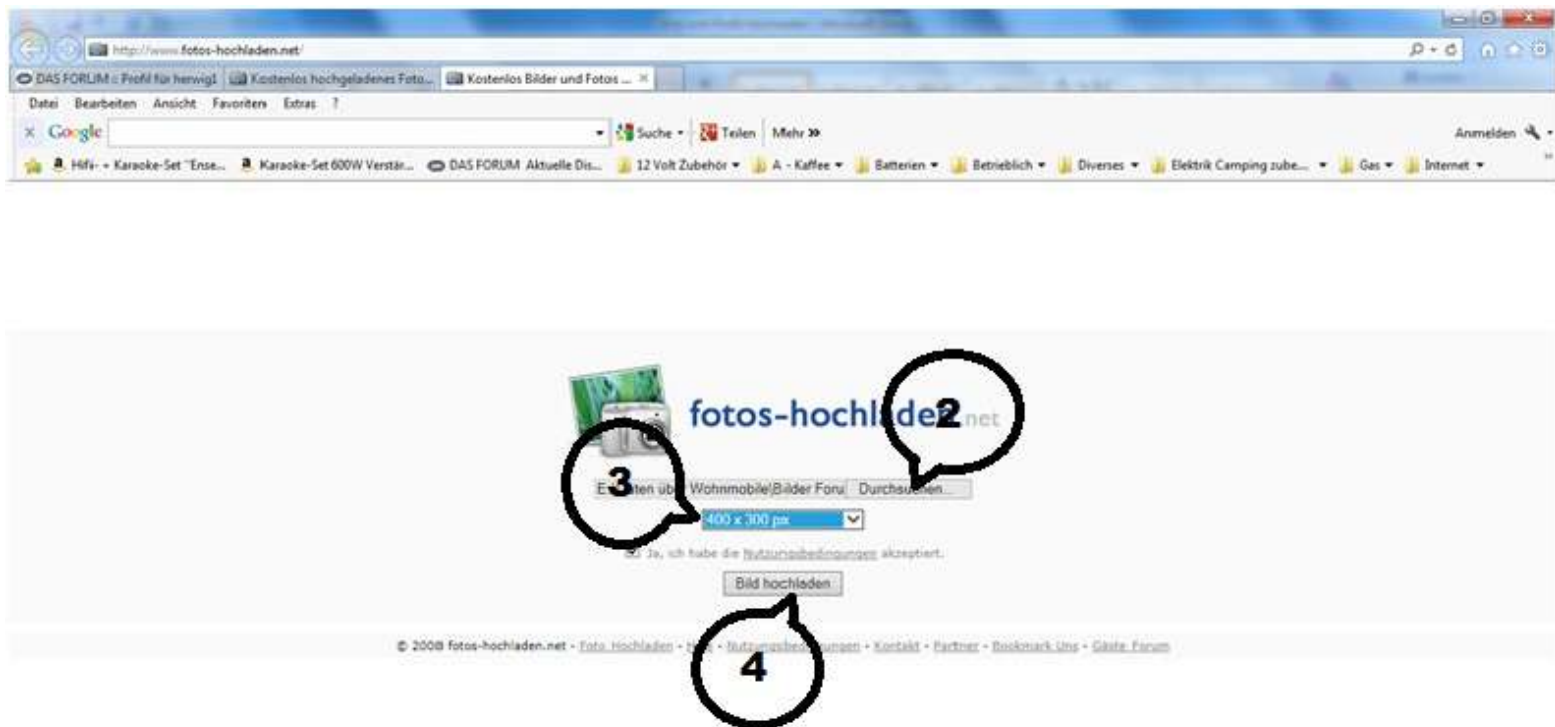 http://www.fotos-hochladen.net/
DAS FORUM :: Profil für herwig1 Kostenlos hochgeladenes Foto... Kostenlos Bilder und Fotos ...
Datei Bearbeiten Ansicht Favoriten Extras ?
x Google Suche Teilen Mehr » Anmelden
Hifi- + Karaoke-Set "Ense... Karaoke-Set 600W Verstär... DAS FORUM Aktuelle Dis... 12 Volt Zubehör A - Kaffee Batterien Betrieblich Diverses Elektrik Camping zube... Gas Internet
fotos-hochladen.net
2
3
über Wohnmobile\Bilder Foru Durchsuchen...
400 x 300 px
Ja, ich habe die Nutzungsbedingungen akzeptiert.
Bild hochladen
© 2008 fotos-hochladen.net - Foto Hochladen - - Nutzungsbedingungen - Kontakt - Partner - Bookmark Uns - Gäste Forum
4